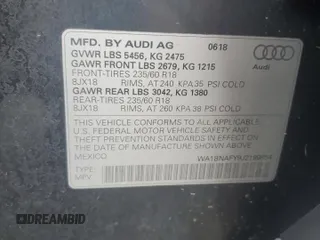 MFD. BY AUDI AG 0618
GVWR LBS 5456, KG 2475
GAWR FRONT LBS 2679, KG 1215
FRONT-TIRES 235/60 R18
8JX18 RIMS, AT 240 KPA 35 PSI COLD
GAWR REAR LBS 3042, KG 1380
REAR-TIRES 235/60 R18
8JX18 RIMS, AT 260 KPA 38 PSI COLD
THIS VEHICLE CONFORMS TO ALL APPLICABLE
U.S. FEDERAL MOTOR VEHICLE
SAFETY AND THEFT PREVENTION STANDARDS
IN EFFECT ON THE DATE OF MANUFACTURE
MEXICO
TYPE:
MPV
Audi
DREAMBID
dreambid.com